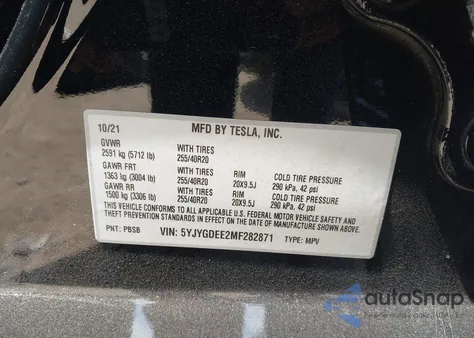 10/21 MFD BY TESLA, INC.
GVWR WITH TIRES
2591 kg (5712 lb) 255/40R20
GAWR FRT WITH TIRES RIM COLD TIRE PRESSURE
1363 kg (3004 lb) 255/40R20 20X9.5J 290 kPa, 42 psi
GAWR RR WITH TIRES RIM COLD TIRE PRESSURE
1500 kg (3306 lb) 255/40R20 20X9.5J 290 kPa, 42 psi
THIS VEHICLE CONFORMS TO ALL APPLICABLE U.S. FEDERAL MOTOR VEHICLE SAFETY AND
THEFT PREVENTION STANDARDS IN EFFECT ON THE DATE OF MANUFACTURE SHOWN ABOVE.
PNT: PBSB VIN: 5YJYGDEE2MF282871 TYPE: MPV
autoSnap